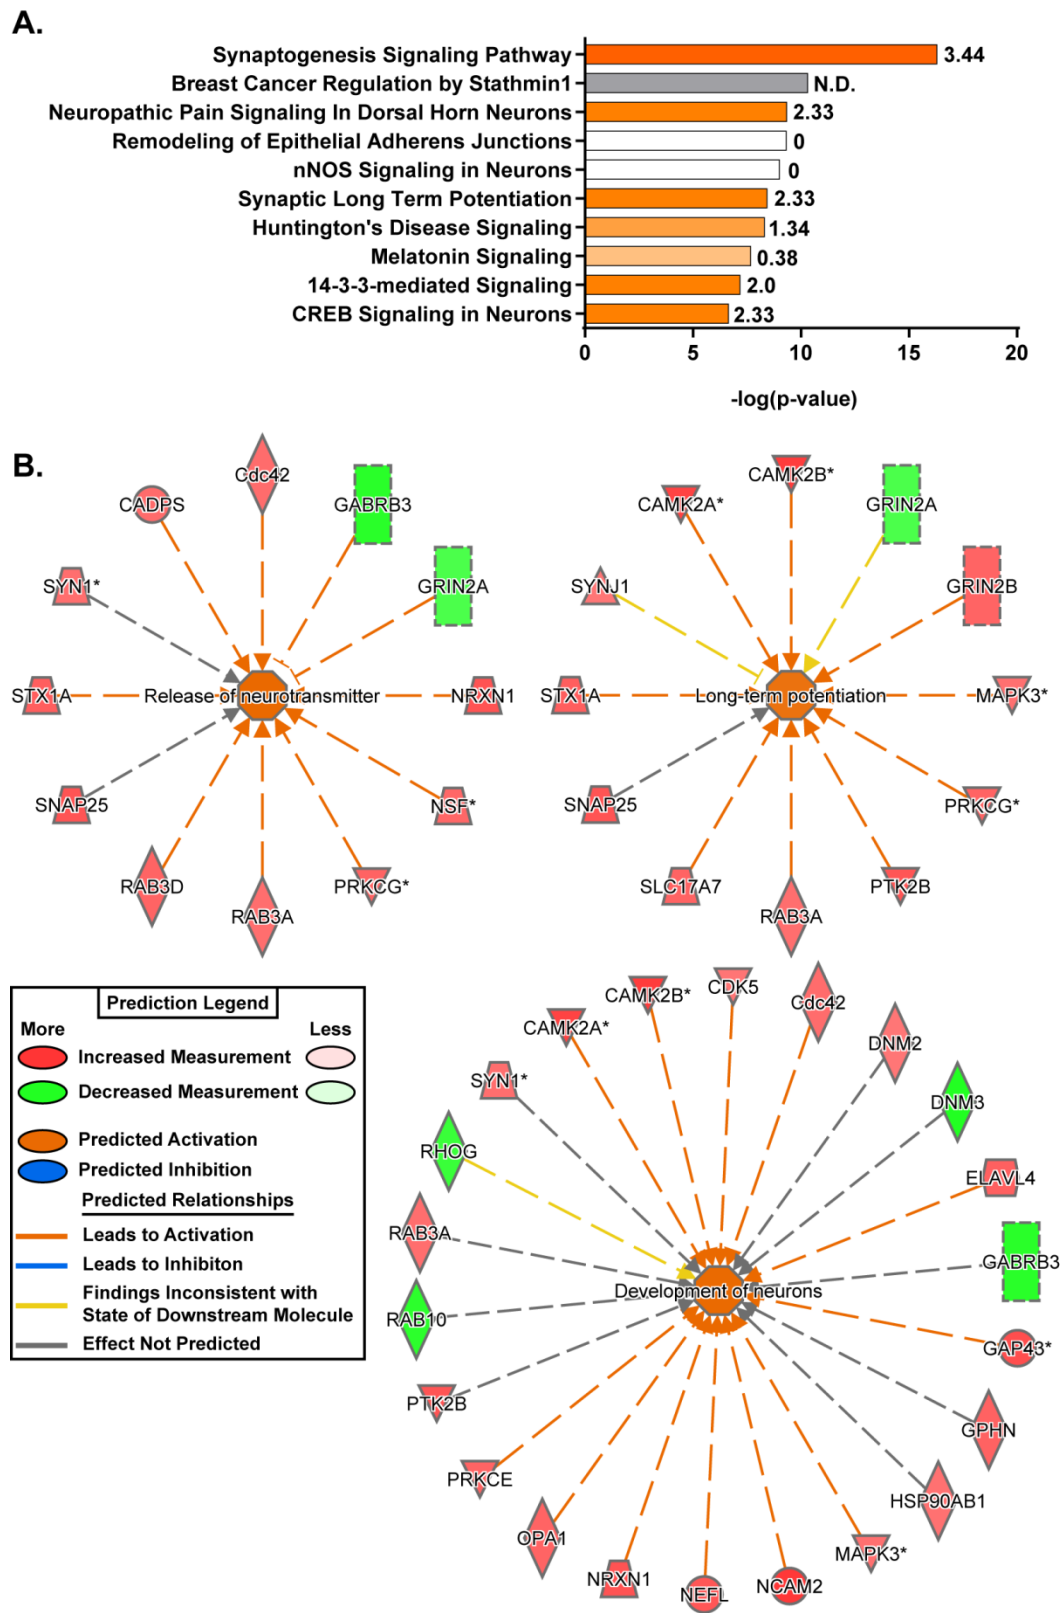 A.
Synaptogenesis Signaling Pathway 3.44
Breast Cancer Regulation by Stathmin1 N.D.
Neuropathic Pain Signaling In Dorsal Horn Neurons 2.33
Remodeling of Epithelial Adherens Junctions 0
nNOS Signaling in Neurons 0
Synaptic Long Term Potentiation 2.33
Huntington's Disease Signaling 1.34
Melatonin Signaling 0.38
14-3-3-mediated Signaling 2.0
CREB Signaling in Neurons 2.33
0 5 10 15 20
-log(p-value)
B.
Cdc42
CADPS
GABRB3
SYN1*
GRIN2A
STX1A
Release of neurotransmitter
NRXN1
SNAP25
NSF*
RAB3D
RAB3A
PRKCG*
CAMK2B*
CAMK2A*
GRIN2A
SYNJ1
GRIN2B
STX1A
Long-term potentiation
MAPK3*
SNAP25
PRKCG*
SLC17A7
RAB3A
PTK2B
Prediction Legend
More Less
Increased Measurement
Decreased Measurement
Predicted Activation
Predicted Inhibition
Predicted Relationships
Leads to Activation
Leads to Inhibiton
Findings Inconsistent with
State of Downstream Molecule
Effect Not Predicted
CAMK2B*
CDK5
Cdc42
CAMK2A*
DNM2
SYN1*
DNM3
RHOG
ELAVL4
RAB3A
GABRB3
Development of neurons
RAB10
GAP43*
PTK2B
GPHN
PRKCE
HSP90AB1
OPA1
MAPK3*
NRXN1
NEFL
NCAM2